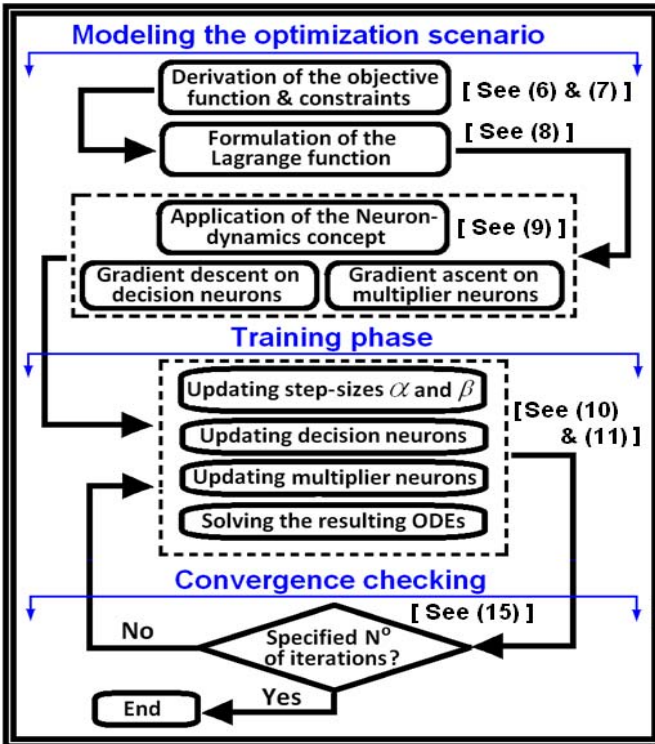 Modeling the optimization scenario
Derivation of the objective
function & constraints
[ See (6) & (7) ]
Formulation of the
Lagrange function
[ See (8) ]
Application of the Neuron-
dynamics concept
[ See (9) ]
Gradient descent on
decision neurons
Gradient ascent on
multiplier neurons
Training phase
Updating step-sizes α and β
Updating decision neurons
Updating multiplier neurons
Solving the resulting ODEs
[See (10)
& (11) ]
Convergence checking
[ See (15) ]
Specified Nº
of iterrations?
No
Yes
End